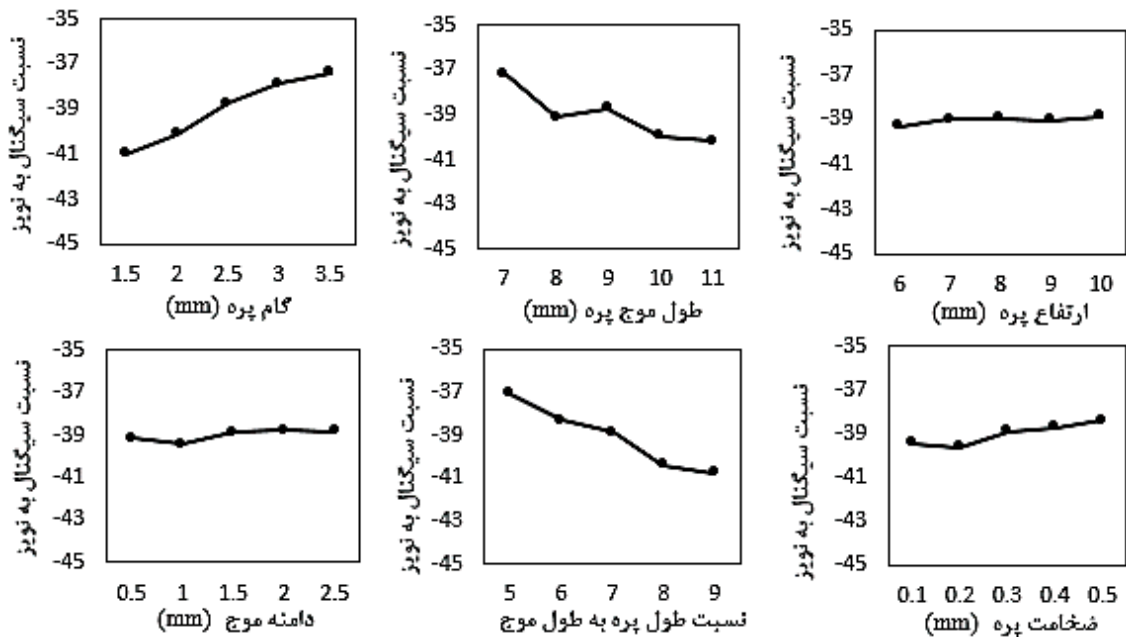 -35
-37
-39
-41
-43
-45
نسبت سیگنال به نویز
1.5 2 2.5 3 3.5
گام پره (mm)
-35
-37
-39
-41
-43
-45
نسبت سیگنال به نویز
7 8 9 10 11
طول موج پره (mm)
-35
-37
-39
-41
-43
-45
نسبت سیگنال به نویز
6 7 8 9 10
ارتفاع پره (mm)
-35
-37
-39
-41
-43
-45
نسبت سیگنال به نویز
0.5 1 1.5 2 2.5
دامنه موج (mm)
-35
-37
-39
-41
-43
-45
نسبت سیگنال به نویز
5 6 7 8 9
نسبت طول پره به طول موج
-35
-37
-39
-41
-43
-45
نسبت سیگنال به نویز
0.1 0.2 0.3 0.4 0.5
ضخامت پره (mm)